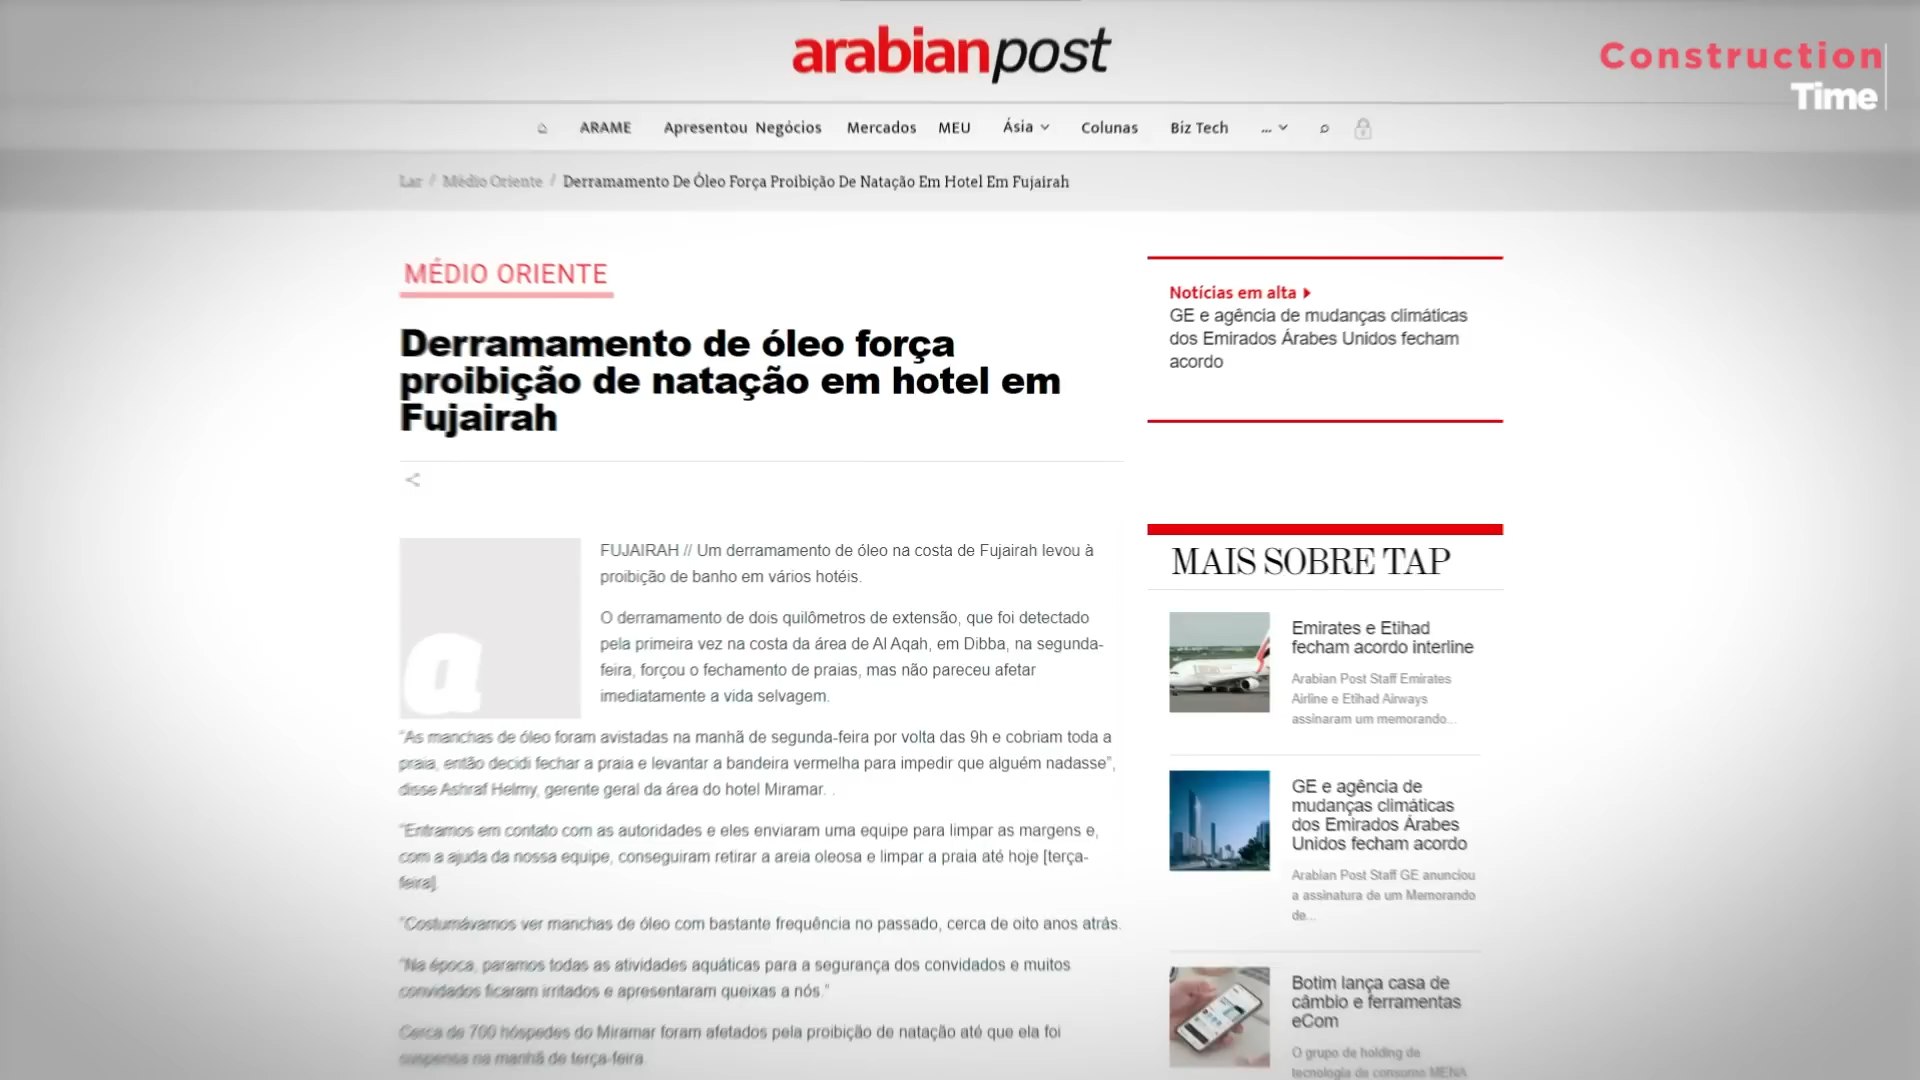 arabianpost
Construction
Time
ARAME Apresentou Negócios Mercados MEU Ásia Colunas Biz Tech ...
Lar / Médio Oriente / Derramamento De Óleo Força Proibição De Natação Em Hotel Em Fujairah
MÉDIO ORIENTE
Derramamento de óleo força
proibição de natação em hotel em
Fujairah
FUJAIRAH // Um derramamento de óleo na costa de Fujairah levou à
proibição de banho em vários hotéis.
O derramamento de dois quilômetros de extensão, que foi detectado
pela primeira vez na costa da área de Al Aqah, em Dibba, na segunda-
feira, forçou o fechamento de praias, mas não pareceu afetar
imediatamente a vida selvagem.
a
“As manchas de óleo foram avistadas na manhã de segunda-feira por volta das 9h e cobriam toda a
praia, então decidi fechar a praia e levantar a bandeira vermelha para impedir que alguém nadasse”,
disse Ashraf Helmy, gerente geral da área do hotel Miramar. .
“Entramos em contato com as autoridades e eles enviaram uma equipe para limpar as margens e,
com a ajuda da nossa equipe, conseguiram retirar a areia oleosa e limpar a praia até hoje [terça-
feira].
“Costumávamos ver manchas de óleo com bastante frequência no passado, cerca de oito anos atrás.
“Na época, paramos todas as atividades aquáticas para a segurança dos convidados e muitos
convidados ficaram irritados e apresentaram queixas a nós.”
Cerca de 700 hóspedes do Miramar foram afetados pela proibição de natação até que ela foi
suspensa na manhã de terça-feira.
Notícias em alta
GE e agência de mudanças climáticas
dos Emirados Árabes Unidos fecham
acordo
MAIS SOBRE TAP
Emirates e Etihad
fecham acordo interline
Arabian Post Staff Emirates
Airline e Etihad Airways
assinaram um memorando...
GE e agência de
mudanças climáticas
dos Emirados Árabes
Unidos fecham acordo
Arabian Post Staff GE anunciou
a assinatura de um Memorando
de...
Botim lança casa de
câmbio e ferramentas
eCom
O grupo de holding de
tecnologia de consumo MENA